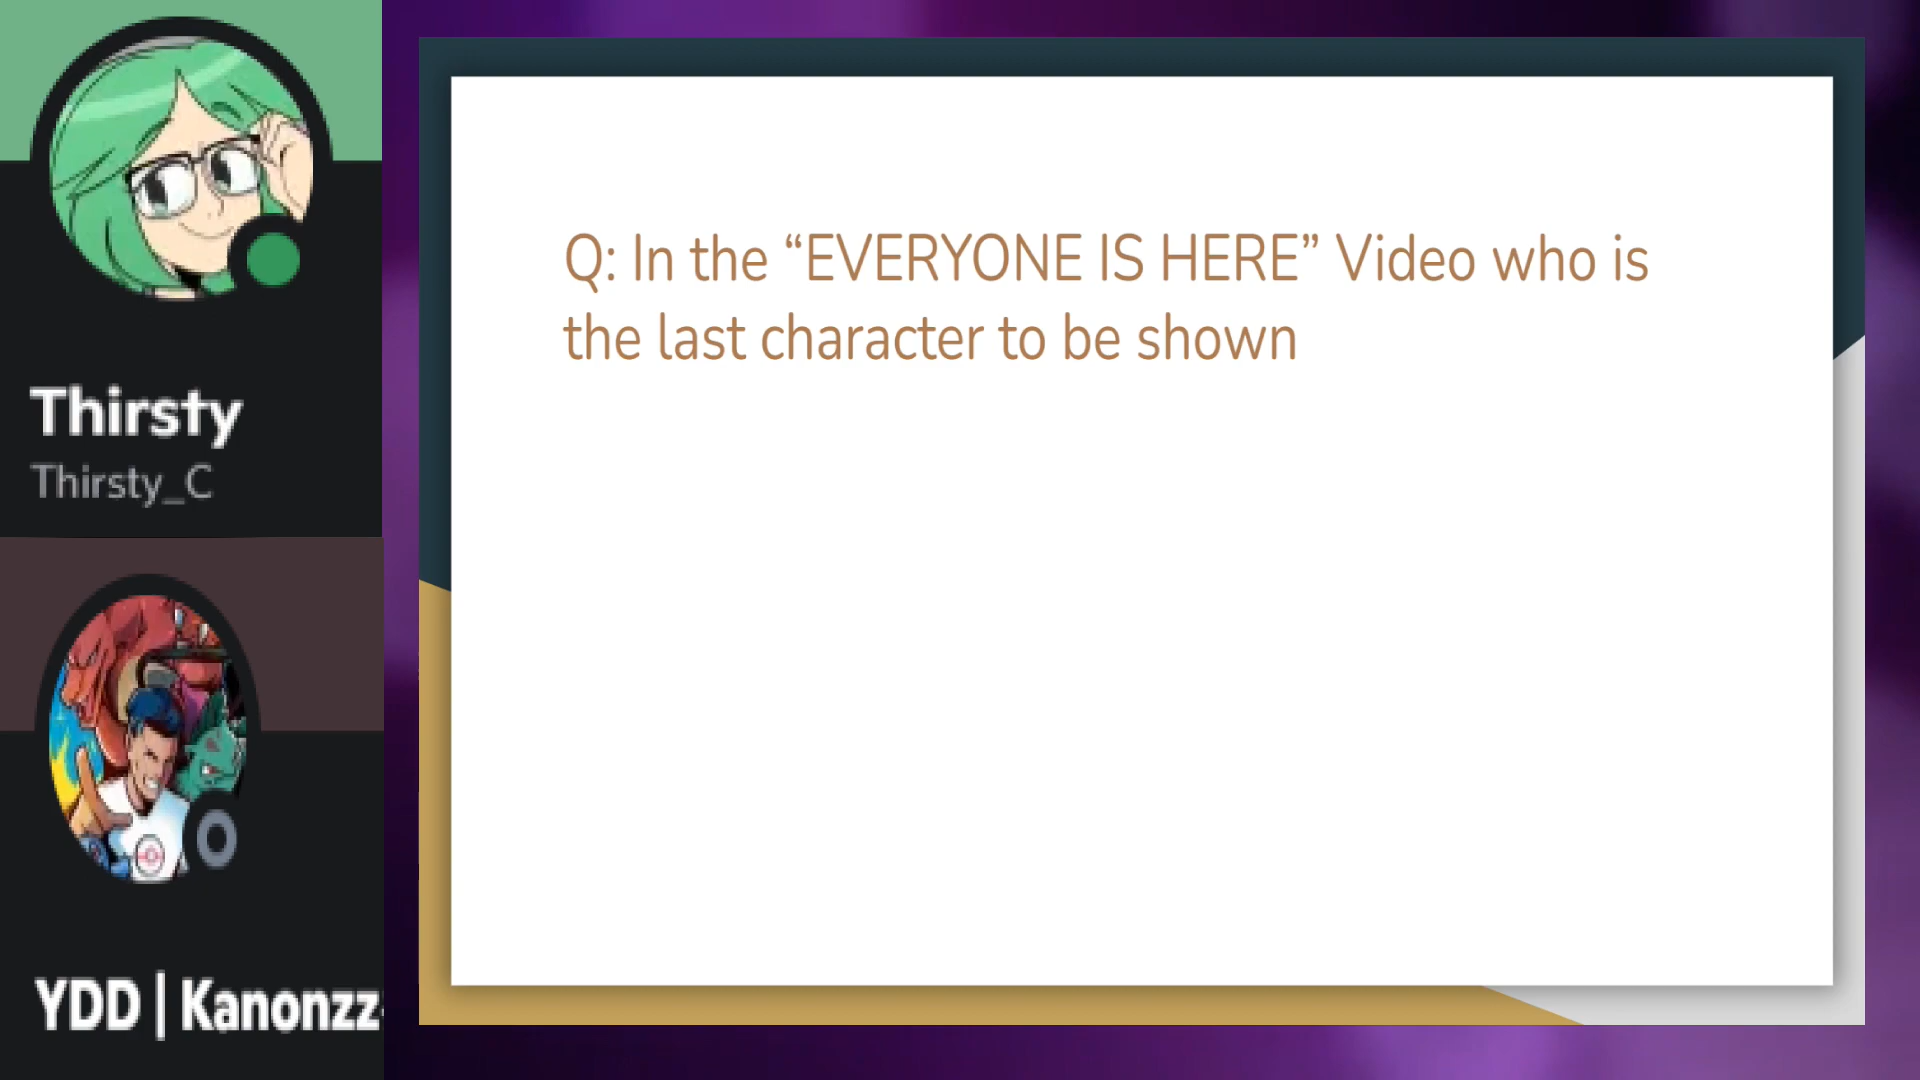 Thirsty
Thirsty_C
YDD | Kanonzz
Q: In the “EVERYONE IS HERE” Video who is
the last character to be shown